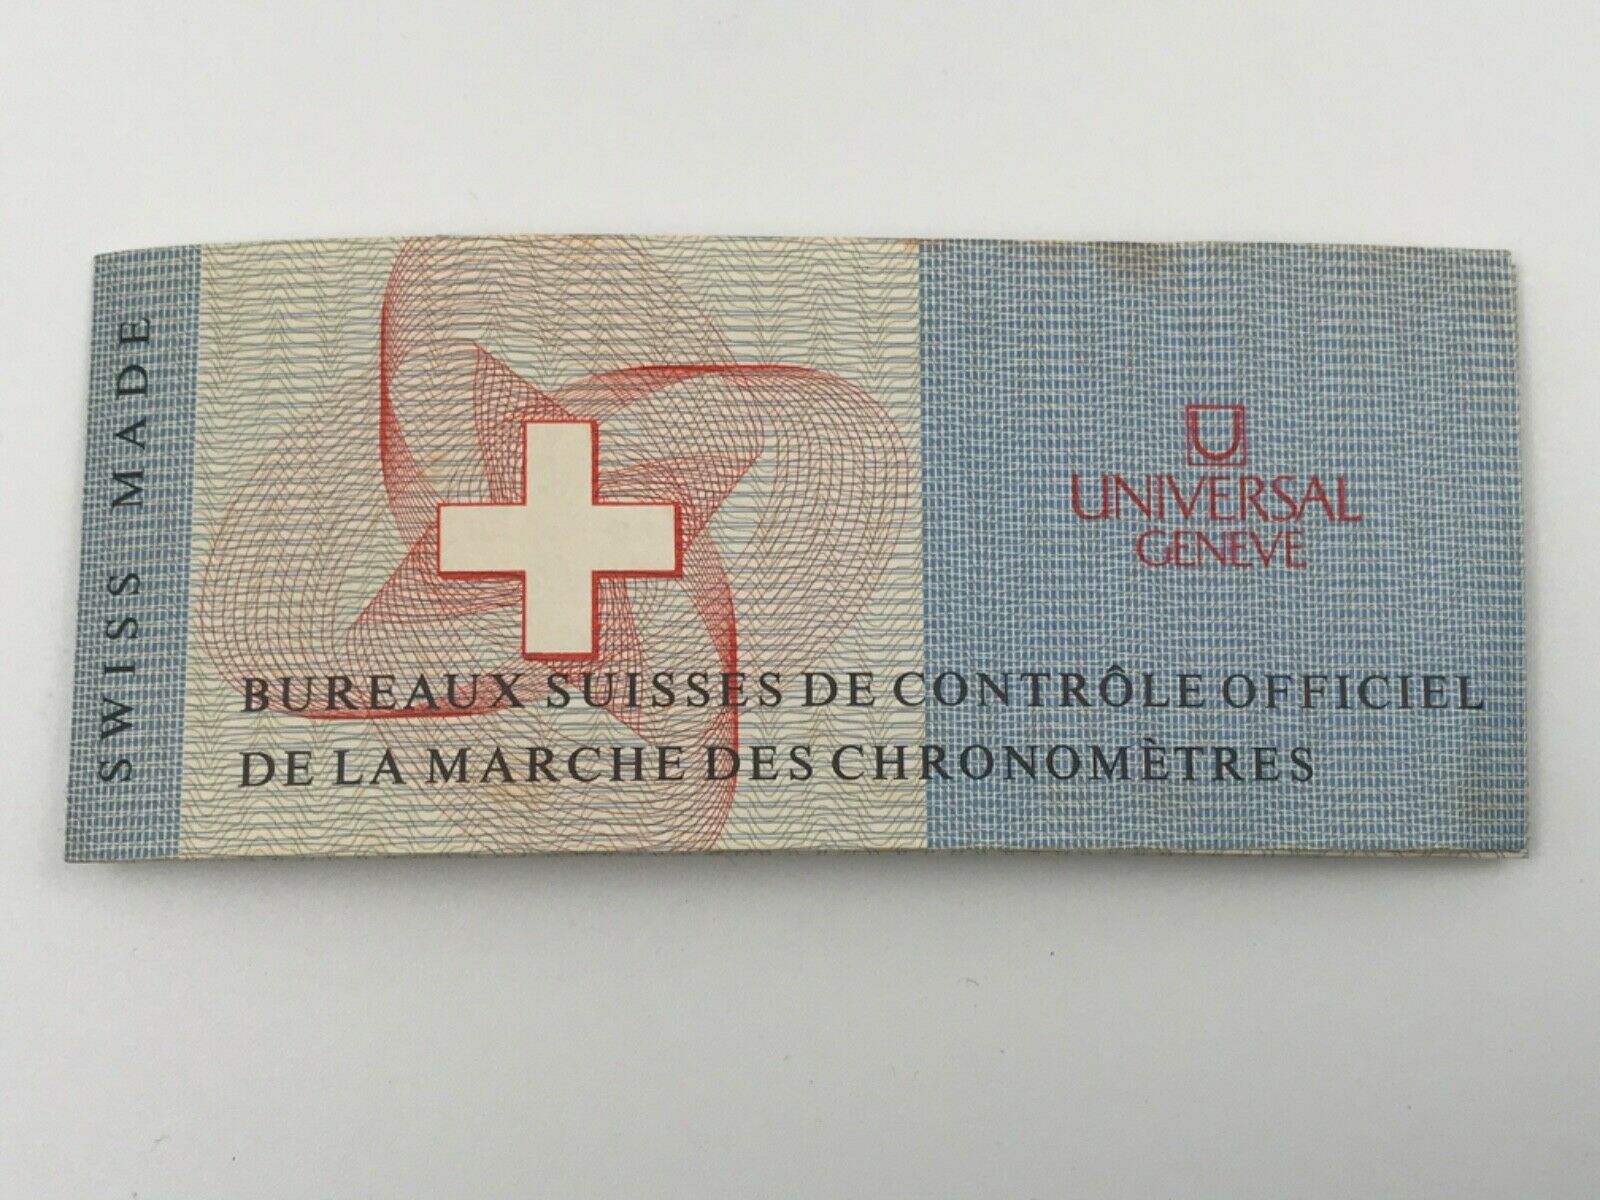 SWISS MADE
U
UNIVERSAL
GENEVE
BUREAUX SUISSES DE CONTRÔLE OFFICIEL
DE LA MARCHE DES CHRONOMÈTRES